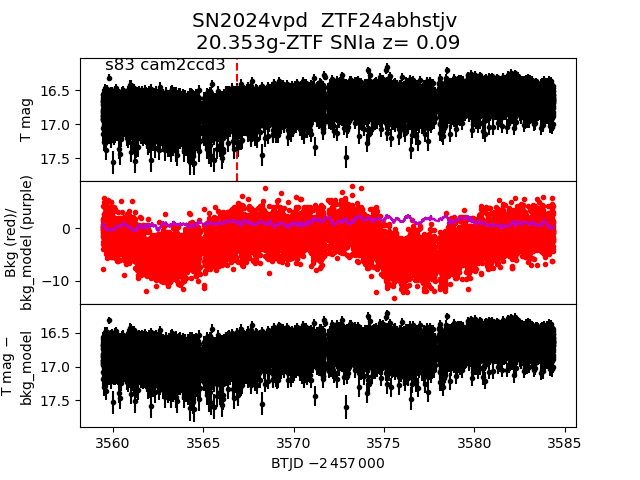 SN2024vpd  ZTF24abhstjv
20.353g-ZTF SNIa z= 0.09
s83 cam2ccd3
T mag
16.5
17.0
17.5
Bkg (red)/
bkg_model (purple)
0
−10
T mag −
bkg_model
16.5
17.0
17.5
3560 3565 3570 3575 3580 3585
BTJD −2 457 000